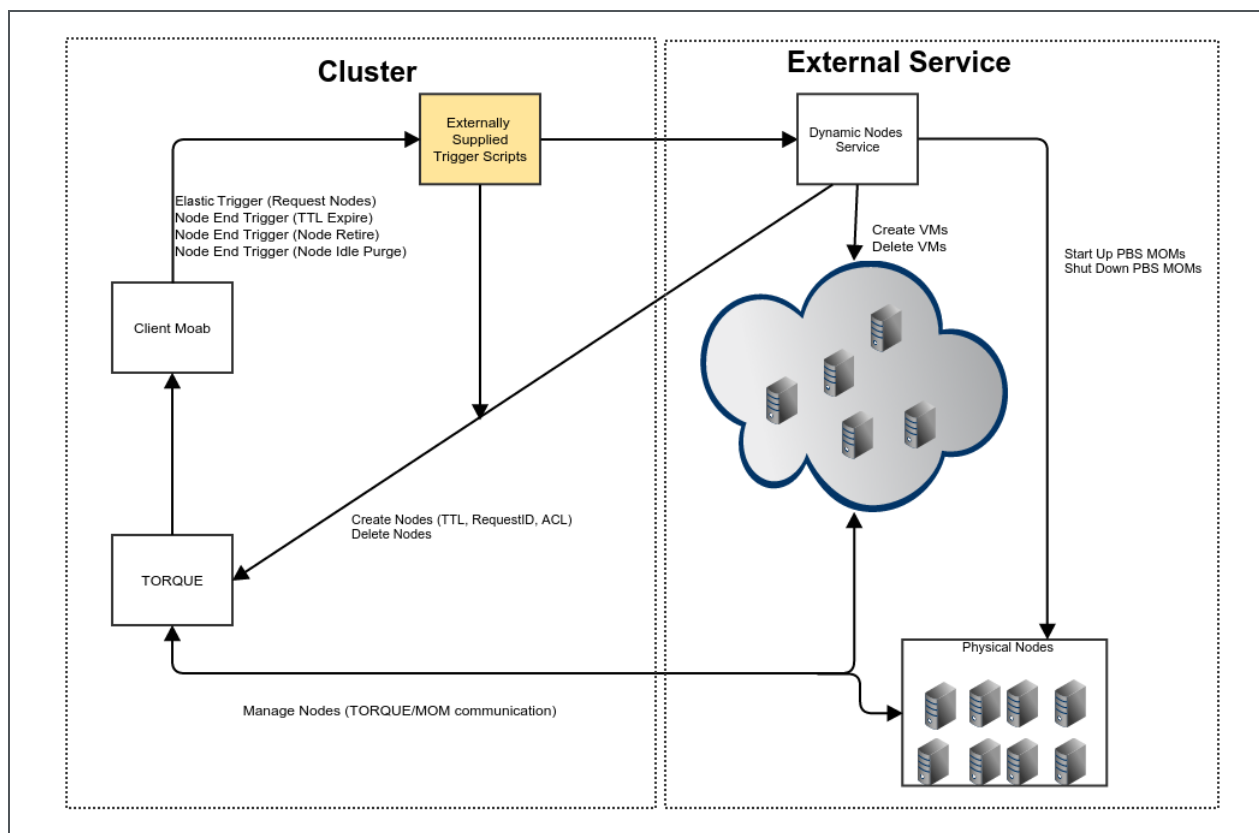 Cluster
External Service
Externally
Supplied
Trigger Scripts
Dynamic Nodes
Service
Elastic Trigger (Request Nodes)
Node End Trigger (TTL Expire)
Node End Trigger (Node Retire)
Node End Trigger (Node Idle Purge)
Create VMs
Delete VMs
Start Up PBS MOMs
Shut Down PBS MOMs
Client Moab
Create Nodes (TTL, RequestID, ACL)
Delete Nodes
TORQUE
Physical Nodes
Manage Nodes (TORQUE/MOM communication)